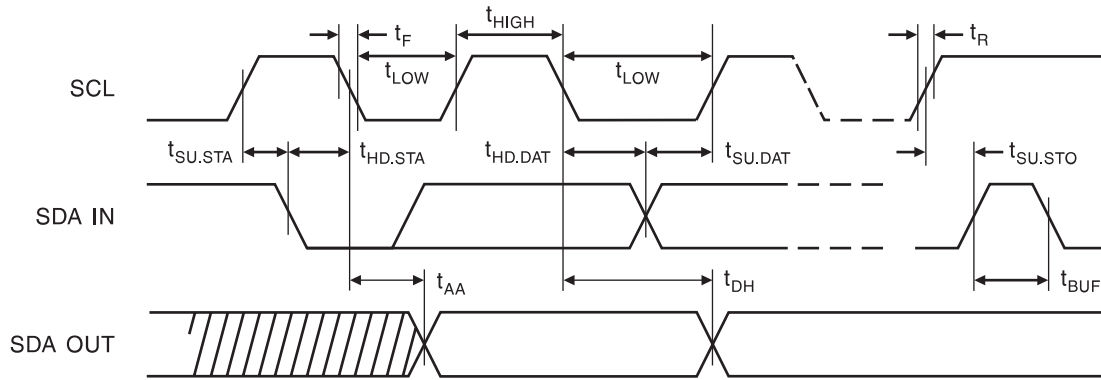 tHIGH
tF
tR
tLOW
tLOW
SCL
tSU.STA
tHD.STA
tHD.DAT
tSU.DAT
tSU.STO
SDA IN
tAA
tDH
tBUF
SDA OUT